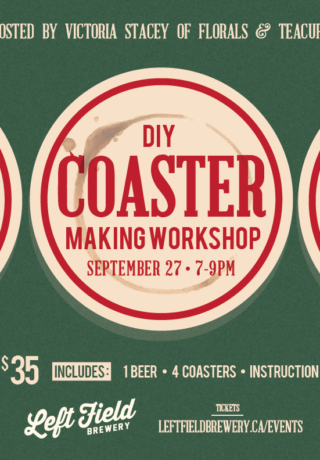 OSTED BY VICTORIA STACEY OF FLORALS & TEACUP
DIY
COASTER
MAKING WORKSHOP
SEPTEMBER 27 • 7-9PM
$35 INCLUDES: 1 BEER • 4 COASTERS • INSTRUCTION
Left Field
BREWERY
TICKETS
LEFTFIELDBREWERY.CA/EVENTS